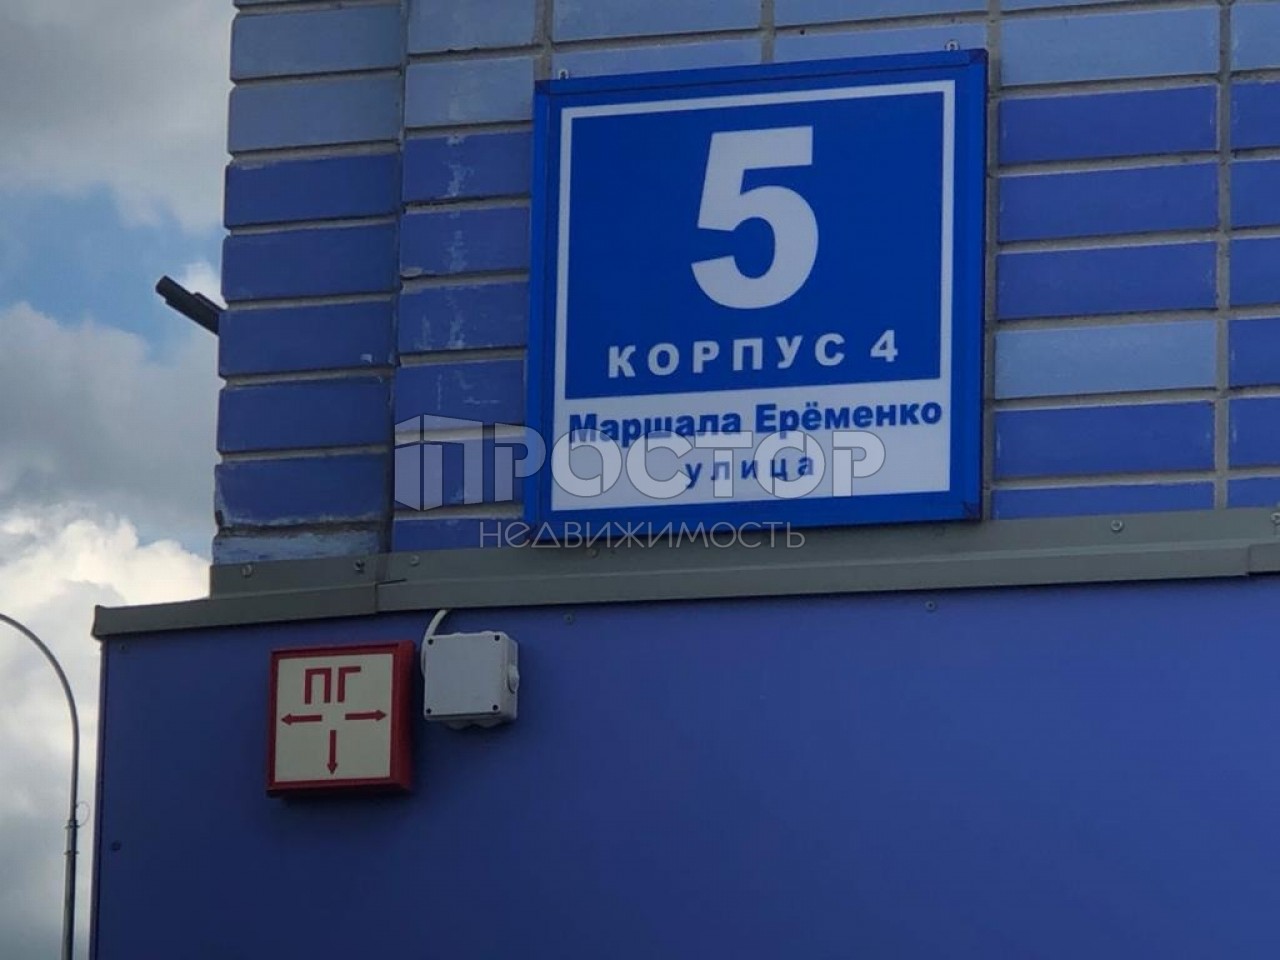 5
КОРПУС 4
Маршала Ерёменко
улица
ПРОСТОР
НЕДВИЖИМОСТЬ
ПГ